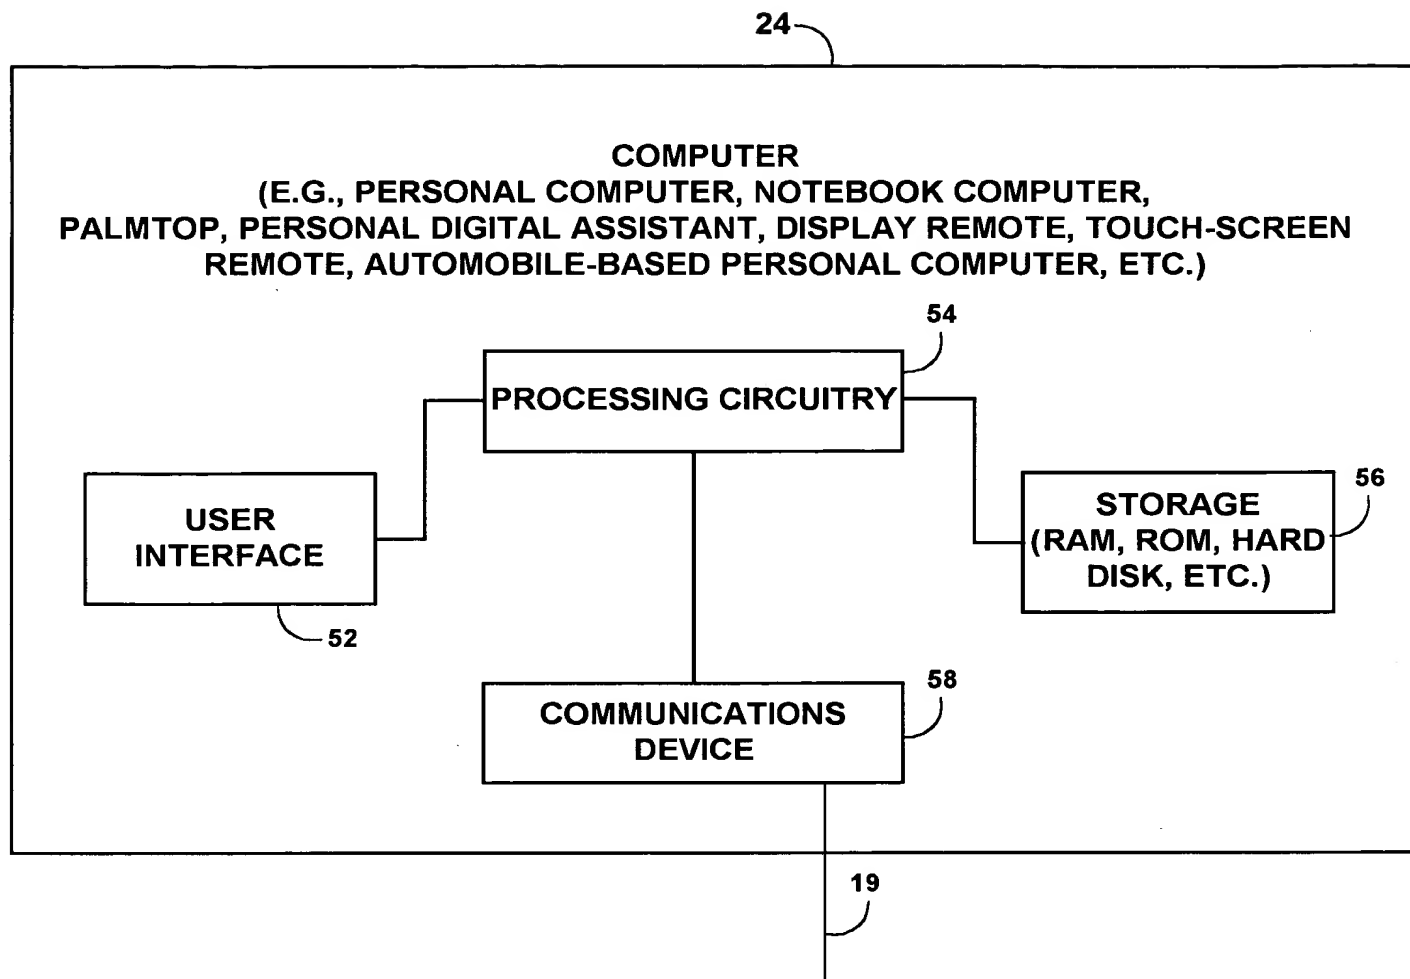 24
COMPUTER
(E.G., PERSONAL COMPUTER, NOTEBOOK COMPUTER,
PALMTOP, PERSONAL DIGITAL ASSISTANT, DISPLAY REMOTE, TOUCH-SCREEN
REMOTE, AUTOMOBILE-BASED PERSONAL COMPUTER, ETC.)
54
PROCESSING CIRCUITRY
USER
INTERFACE
52
56
STORAGE
(RAM, ROM, HARD
DISK, ETC.)
58
COMMUNICATIONS
DEVICE
19